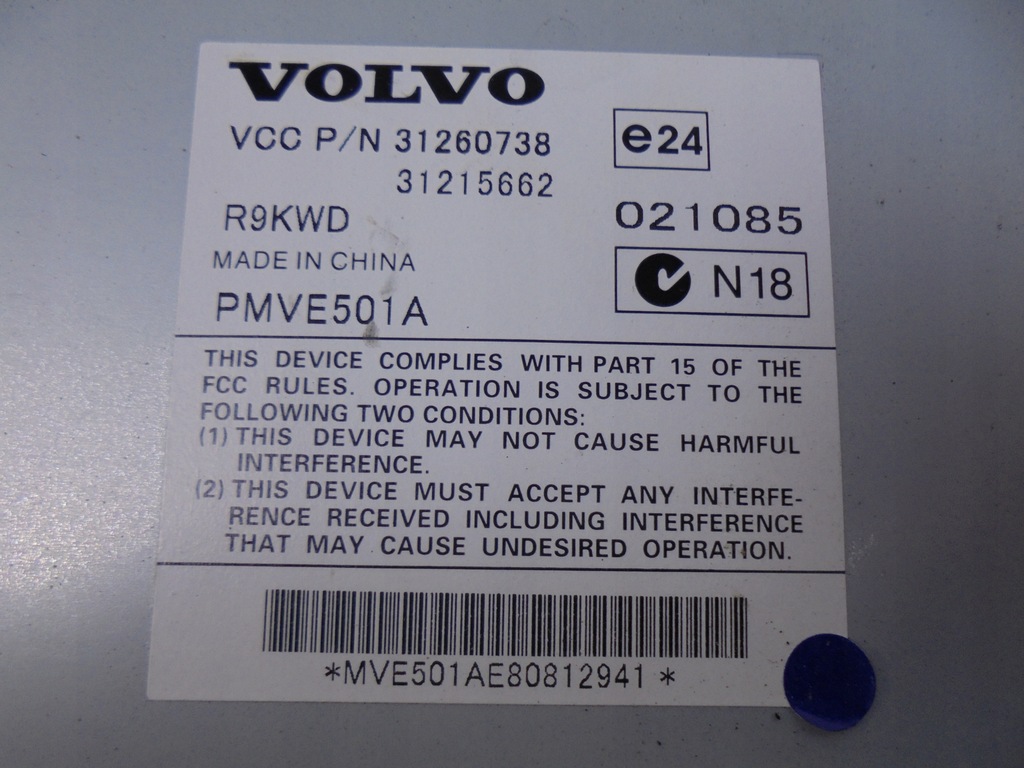 VOLVO
VCC P/N 31260738
31215662
e24
R9KWD
021085
MADE IN CHINA
N18
PMVE501A
THIS DEVICE COMPLIES WITH PART 15 OF THE
FCC RULES. OPERATION IS SUBJECT TO THE
FOLLOWING TWO CONDITIONS:
(1) THIS DEVICE MAY NOT CAUSE HARMFUL
INTERFERENCE.
(2) THIS DEVICE MUST ACCEPT ANY INTERFE-
RENCE RECEIVED INCLUDING INTERFERENCE
THAT MAY CAUSE UNDESIRED OPERATION.
*MVE501AE80812941*